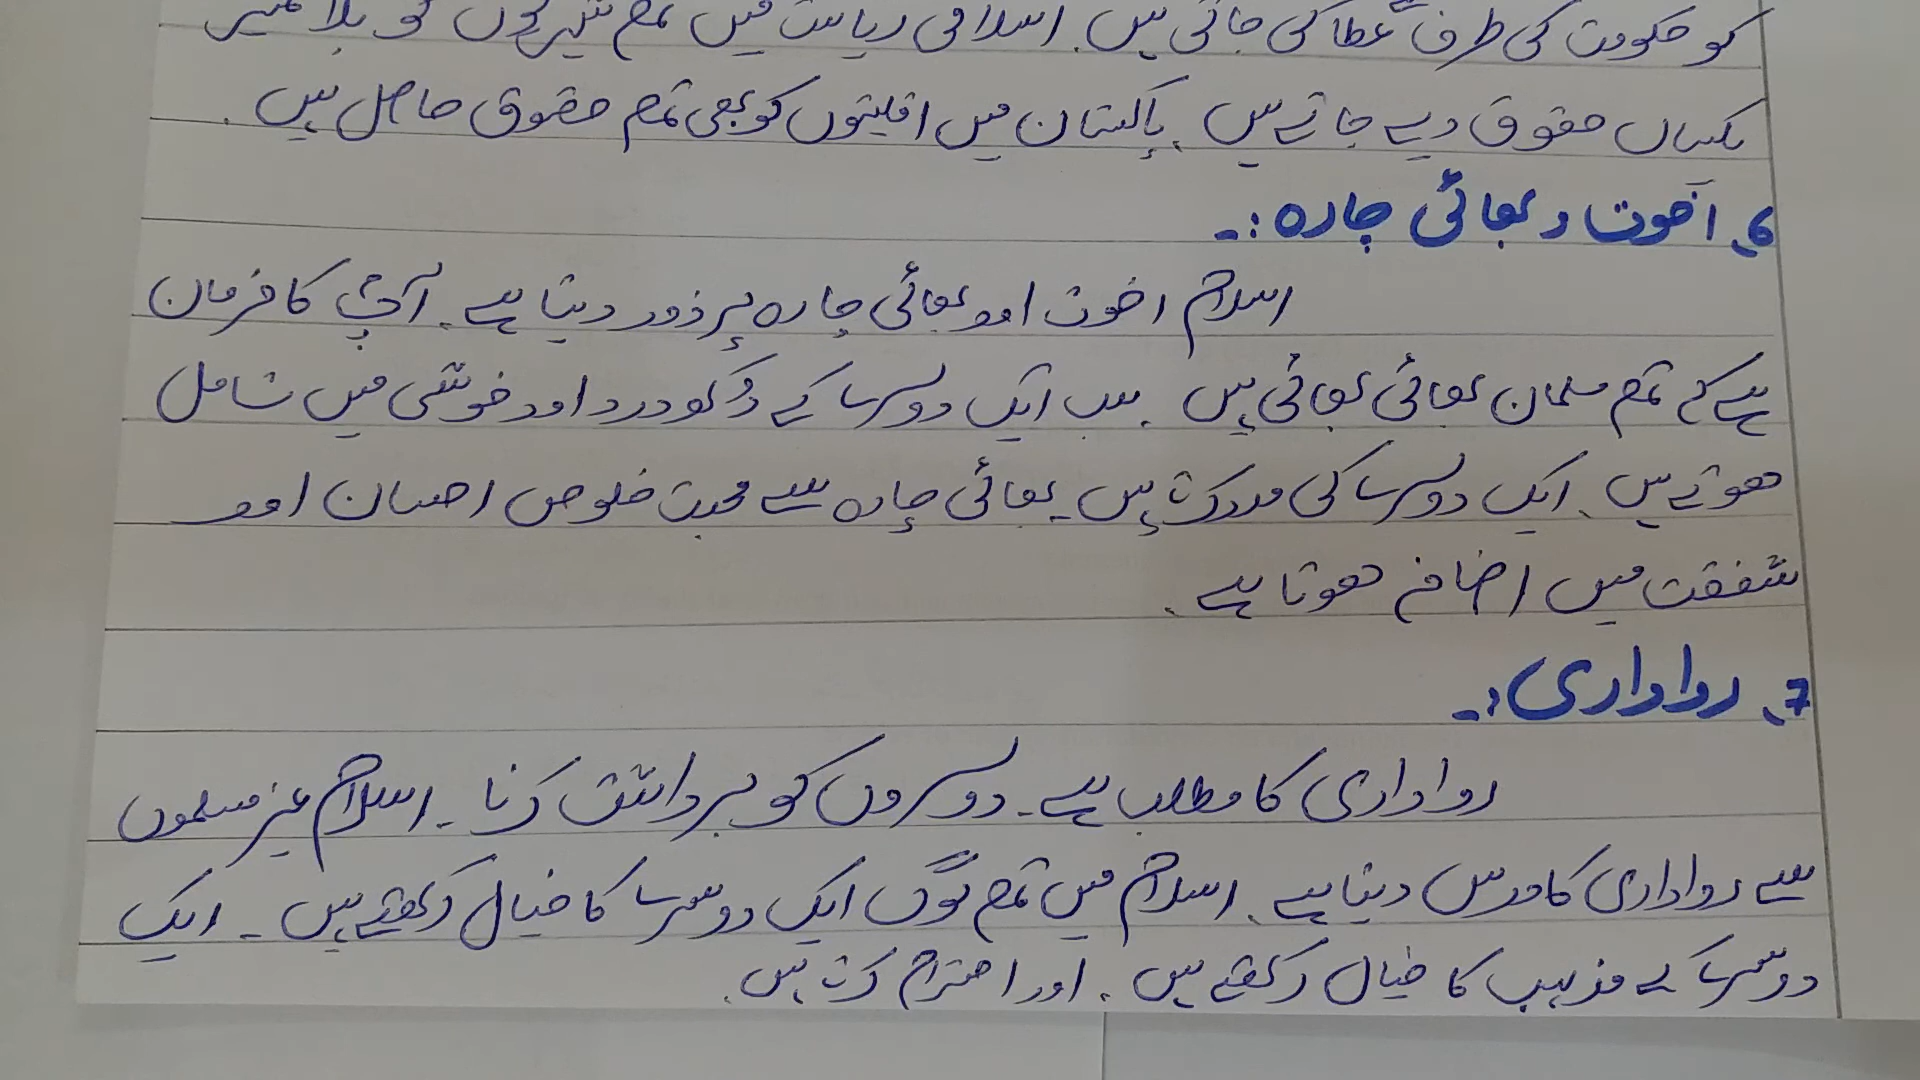 کو حکومت کی طرف عطا کی جاتی ہیں۔ اسلامی ریاست میں تمام شہریوں کو بلا تمیز
یکساں حقوق دیے جاتے ہیں۔ پاکستان میں اقلیتوں کو بھی تمام حقوق حاصل ہیں۔
6۔ اخوت و بھائی چارہ :۔
اسلام اخوت اور بھائی چارہ پر زور دیتا ہے۔ آپؐ کا فرمان
ہے کے تمام مسلمان بھائی بھائی ہیں۔ سب ایک دوسرے کے دُکھ درد اور خوشی میں شامل
ھوتے ہیں۔ ایک دوسرے کی مدد کرتے ہیں۔ بھائی چارہ سے محبت خلوص احسان اور
شفقت میں اضافہ ھوتا ہے۔
7۔ رواداری :۔
رواداری کا مطلب ہے۔ دوسروں کو برداشت کرنا۔ اسلام غیر مسلموں
سے رواداری کا درس دیتا ہے۔ اسلام میں تمام لوگ ایک دوسرے کا خیال رکھتے ہیں۔ ایک
دوسرے کے مذہب کا خیال رکھتے ہیں۔ اور احترام کرتے ہیں۔